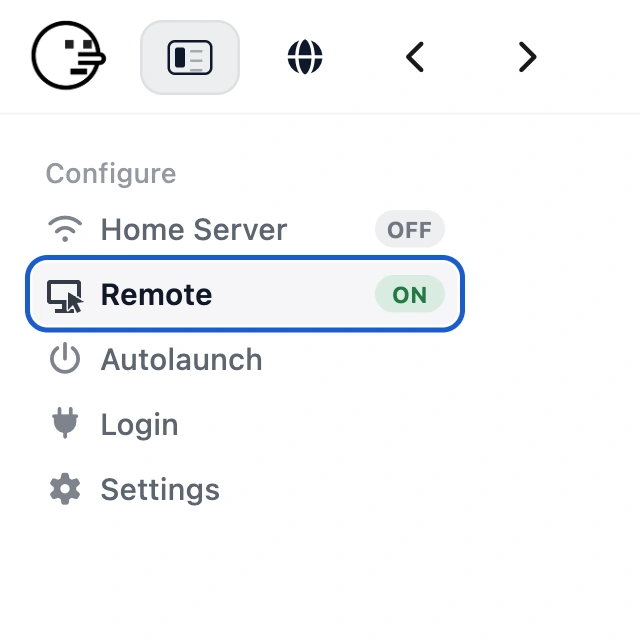 Configure
Home Server OFF
Remote ON
Autolaunch
Login
Settings